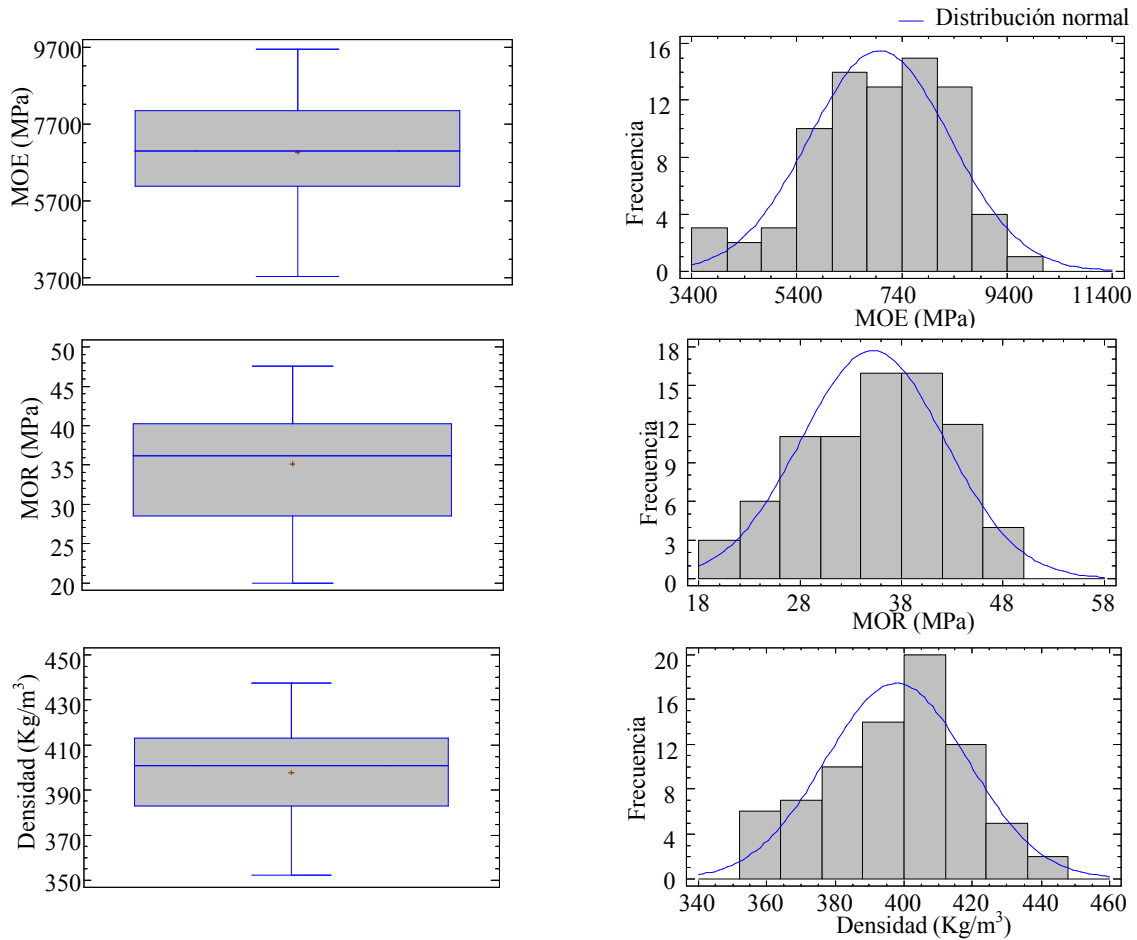 Distribución normal
MOE (MPa)
9700
7700
5700
3700
Frecuencia
16
12
8
4
0
3400 5400 740 9400 11400
MOE (MPa)
MOR (MPa)
50
45
40
35
30
25
20
Frecuencia
18
15
12
9
6
3
0
18 28 38 48 58
MOR (MPa)
Densidad (Kg/m³)
450
430
410
390
370
350
Frecuencia
20
16
12
8
4
0
340 360 380 400 420 440 460
Densidad (Kg/m³)